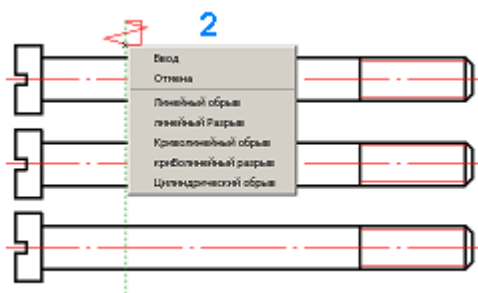 2
Ввод
Отмена
Линейный обрыв
линейный Разрыв
Криволинейный обрыв
криволинейный разрыв
Цилиндрический обрыв